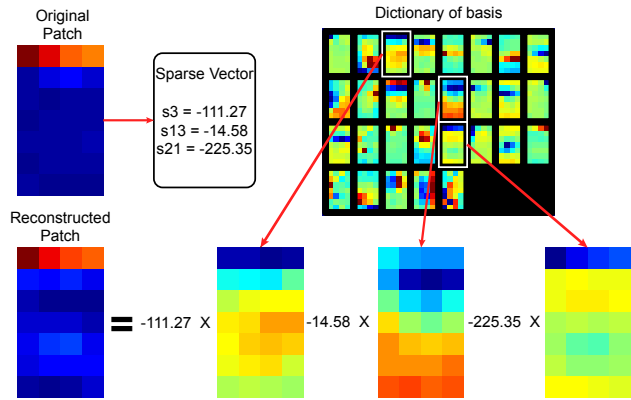 Original
Patch
Dictionary of basis
Sparse Vector
s3 = -111.27
s13 = -14.58
s21 = -225.35
Reconstructed
Patch
= -111.27 X -14.58 X -225.35 X